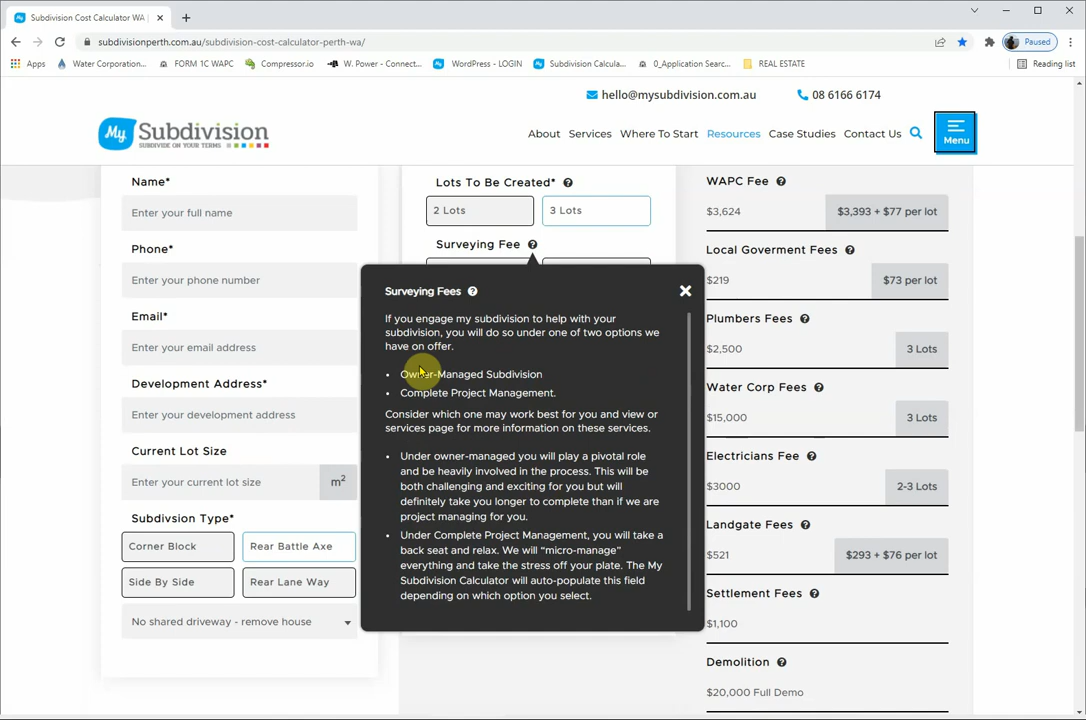 Subdivision Cost Calculator WA
subdivisionperth.com.au/subdivision-cost-calculator-perth-wa/
Paused
Apps
Water Corporation...
FORM 1C WAPC
Compressor.io
W. Power - Connect...
WordPress - LOGIN
Subdivision Calcula...
0_Application Searc...
REAL ESTATE
Reading list
hello@mysubdivision.com.au
08 6166 6174
My Subdivision
SUBDIVIDE ON YOUR TERMS
About
Services
Where To Start
Resources
Case Studies
Contact Us
Menu
Name*
Enter your full name
Phone*
Enter your phone number
Email*
Enter your email address
Development Address*
Enter your development address
Current Lot Size
Enter your current lot size
m²
Subdivsion Type*
Corner Block
Rear Battle Axe
Side By Side
Rear Lane Way
No shared driveway - remove house
Lots To Be Created*
2 Lots
3 Lots
Surveying Fee
Surveying Fees
If you engage my subdivision to help with your
subdivision, you will do so under one of two options we
have on offer.
• Owner-Managed Subdivision
• Complete Project Management.
Consider which one may work best for you and view or
services page for more information on these services.
• Under owner-managed you will play a pivotal role
and be heavily involved in the process. This will be
both challenging and exciting for you but will
definitely take you longer to complete than if we are
project managing for you.
• Under Complete Project Management, you will take a
back seat and relax. We will “micro-manage”
everything and take the stress off your plate. The My
Subdivision Calculator will auto-populate this field
depending on which option you select.
WAPC Fee
$3,624
$3,393 + $77 per lot
Local Goverment Fees
$219
$73 per lot
Plumbers Fees
$2,500
3 Lots
Water Corp Fees
$15,000
3 Lots
Electricians Fee
$3000
2-3 Lots
Landgate Fees
$521
$293 + $76 per lot
Settlement Fees
$1,100
Demolition
$20,000 Full Demo